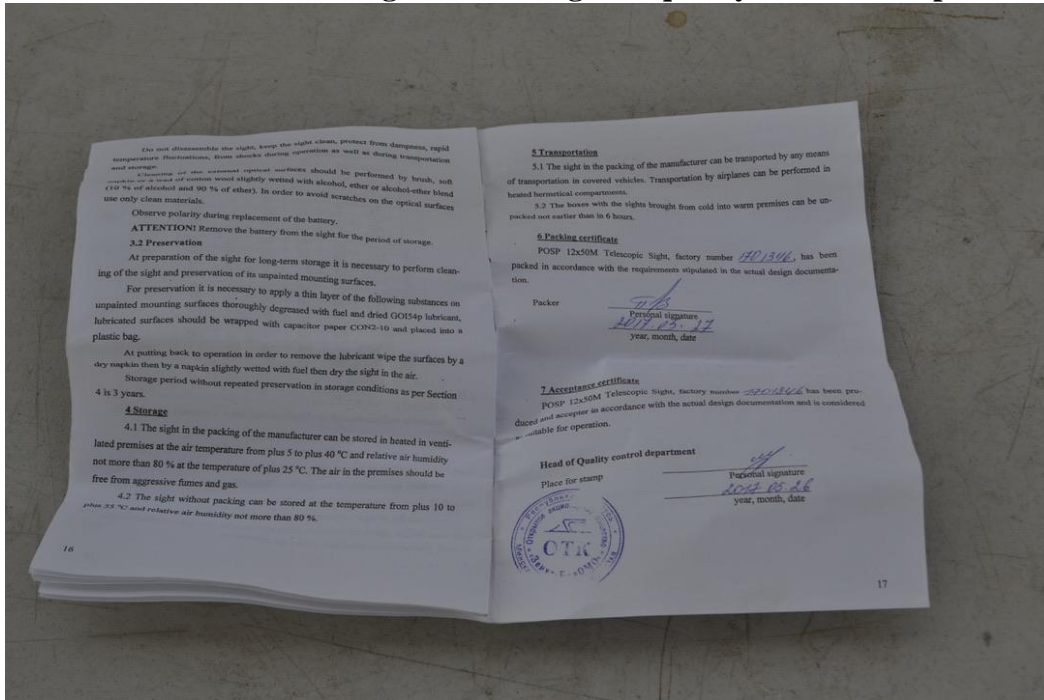 Do not disassemble the sight, keep the sight clean, protect from dampness, rapid
temperature fluctuations, from shocks during operation as well as during transportation
and storage.
Cleaning of the external optical surfaces should be performed by brush, soft
napkin or a wad of cotton wool slightly wetted with alcohol, ether or alcohol-ether blend
(10 % of alcohol and 90 % of ether). In order to avoid scratches on the optical surfaces
use only clean materials.
Observe polarity during replacement of the battery.
ATTENTION! Remove the battery from the sight for the period of storage.
3.2 Preservation
At preparation of the sight for long-term storage it is necessary to perform clean-
ing of the sight and preservation of its unpainted mounting surfaces.
For preservation it is necessary to apply a thin layer of the following substances on
unpainted mounting surfaces thoroughly degreased with fuel and dried GOI54p lubricant,
lubricated surfaces should be wrapped with capacitor paper CON2-10 and placed into a
plastic bag.
At putting back to operation in order to remove the lubricant wipe the surfaces by a
dry napkin then by a napkin slightly wetted with fuel then dry the sight in the air.
Storage period without repeated preservation in storage conditions as per Section
4 is 3 years.
4 Storage
4.1 The sight in the packing of the manufacturer can be stored in heated in venti-
lated premises at the air temperature from plus 5 to plus 40 °C and relative air humidity
not more than 80 % at the temperature of plus 25 °C. The air in the premises should be
free from aggressive fumes and gas.
4.2 The sight without packing can be stored at the temperature from plus 10 to
plus 35 °C and relative air humidity not more than 80 %.
16
5 Transportation
5.1 The sight in the packing of the manufacturer can be transported by any means
of transportation in covered vehicles. Transportation by airplanes can be performed in
heated hermetical compartments.
5.2 The boxes with the sights brought from cold into warm premises can be un-
packed not earlier than in 6 hours.
6 Packing certificate
POSP 12x50M Telescopic Sight, factory number 1701346, has been
packed in accordance with the requirements stipulated in the actual design documenta-
tion.
Packer
Personal signature
2017. 05. 27
year, month, date
7 Acceptance certificate
POSP 12x50M Telescopic Sight, factory number 1701346 has been pro-
duced and accepter in accordance with the actual design documentation and is considered
suitable for operation.
Head of Quality control department
Personal signature
Place for stamp
2017 05. 26
year, month, date
ОТК
17